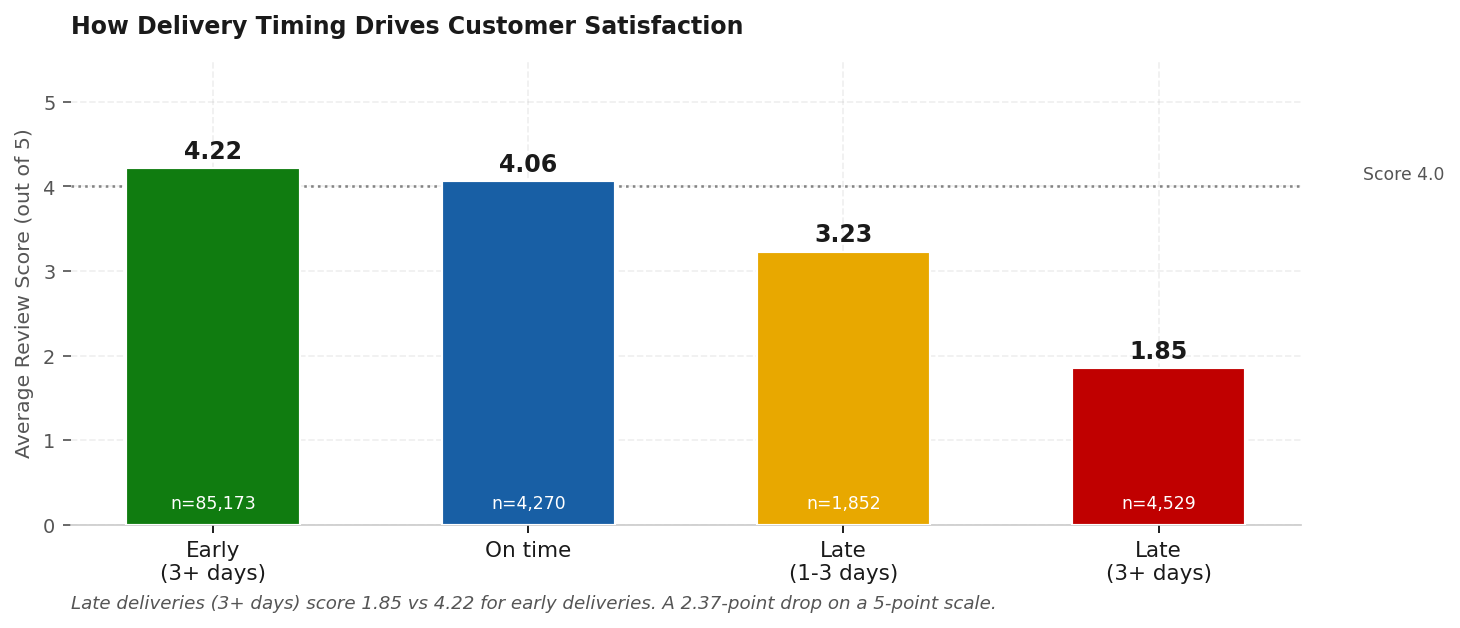 How Delivery Timing Drives Customer Satisfaction
Average Review Score (out of 5)
5
4
3
2
1
0
4.22
4.06
3.23
1.85
Score 4.0
n=85,173
n=4,270
n=1,852
n=4,529
Early
(3+ days)
On time
Late
(1-3 days)
Late
(3+ days)
Late deliveries (3+ days) score 1.85 vs 4.22 for early deliveries. A 2.37-point drop on a 5-point scale.